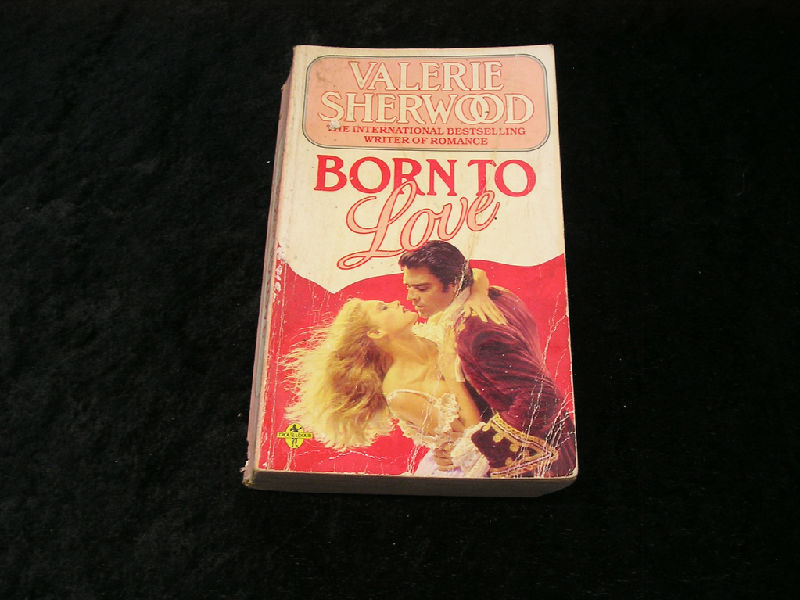 VALERIE
SHERWOOD
THE INTERNATIONAL BESTSELLING
WRITER OF ROMANCE
BORN TO
Love
A